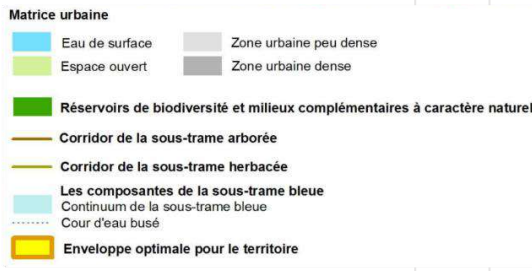 Matrice urbaine
Eau de surface
Zone urbaine peu dense
Espace ouvert
Zone urbaine dense
Réservoirs de biodiversité et milieux complémentaires à caractère naturel
Corridor de la sous-trame arborée
Corridor de la sous-trame herbacée
Les composantes de la sous-trame bleue
Continuum de la sous-trame bleue
Cour d'eau busé
Enveloppe optimale pour le territoire